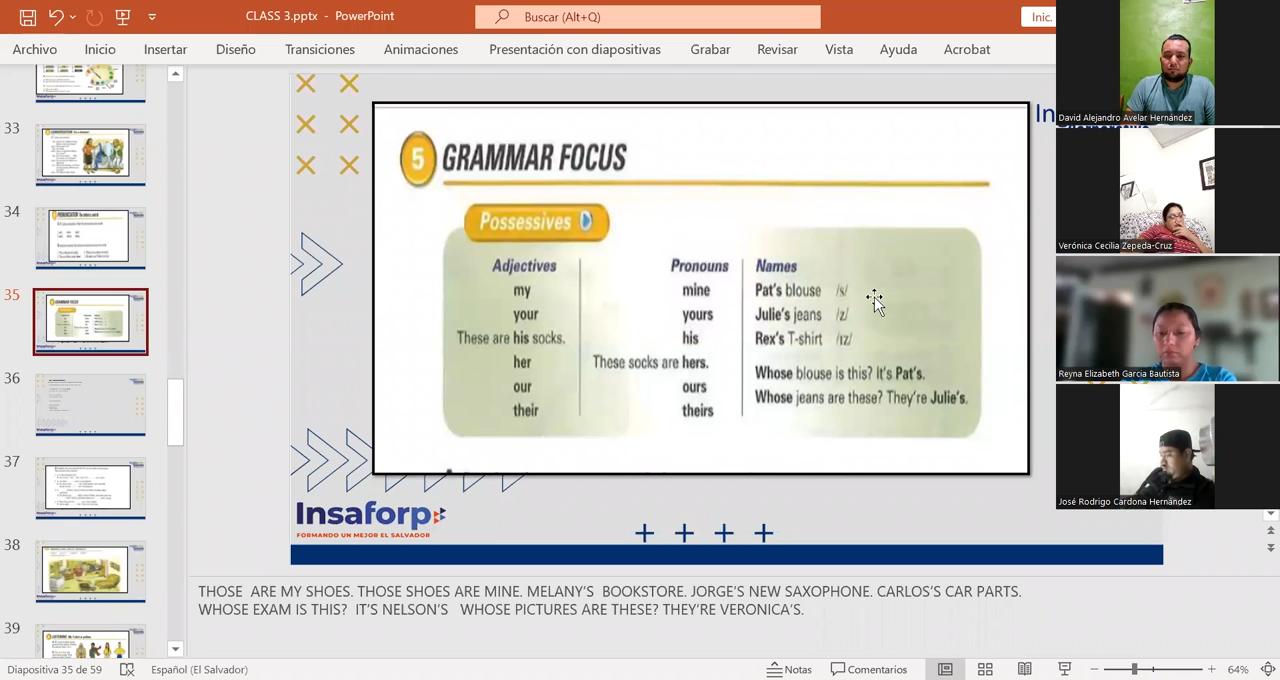 CLASS 3.pptx - PowerPoint
Buscar (Alt+Q)
Inic.
Archivo Inicio Insertar Diseño Transiciones Animaciones Presentación con diapositivas Grabar Revisar Vista Ayuda Acrobat
33
34
35
36
37
38
39
5 GRAMMAR FOCUS
Possessives
Adjectives Pronouns Names
my mine Pat's blouse /s/
your yours Julie's jeans /z/
These are his socks. his Rex's T-shirt /ɪz/
her These socks are hers.
our ours Whose blouse is this? It's Pat's.
their theirs Whose jeans are these? They're Julie's.
In
Insaforp
FORMANDO UN MEJOR EL SALVADOR
David Alejandro Avelar Hernández
Verónica Cecilia Zepeda-Cruz
Reyna Elizabeth García Bautista
José Rodrigo Cardona Hernández
THOSE ARE MY SHOES. THOSE SHOES ARE MINE. MELANY'S BOOKSTORE. JORGE'S NEW SAXOPHONE. CARLOS'S CAR PARTS.
WHOSE EXAM IS THIS? IT'S NELSON'S WHOSE PICTURES ARE THESE? THEY'RE VERONICA'S.
Diapositiva 35 de 59 Español (El Salvador) Notas Comentarios 64%